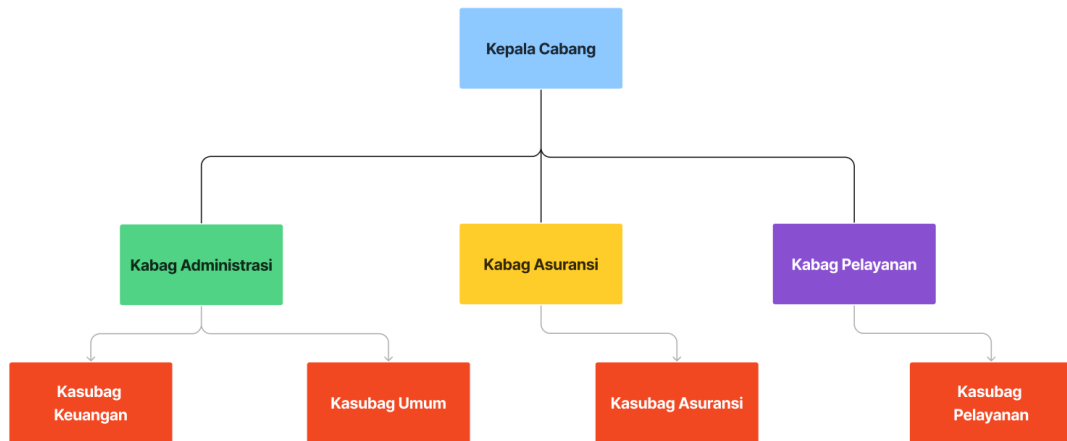 Kepala Cabang
Kabag Administrasi
Kabag Asuransi
Kabag Pelayanan
Kasubag
Keuangan
Kasubag Umum
Kasubag Asuransi
Kasubag
Pelayanan